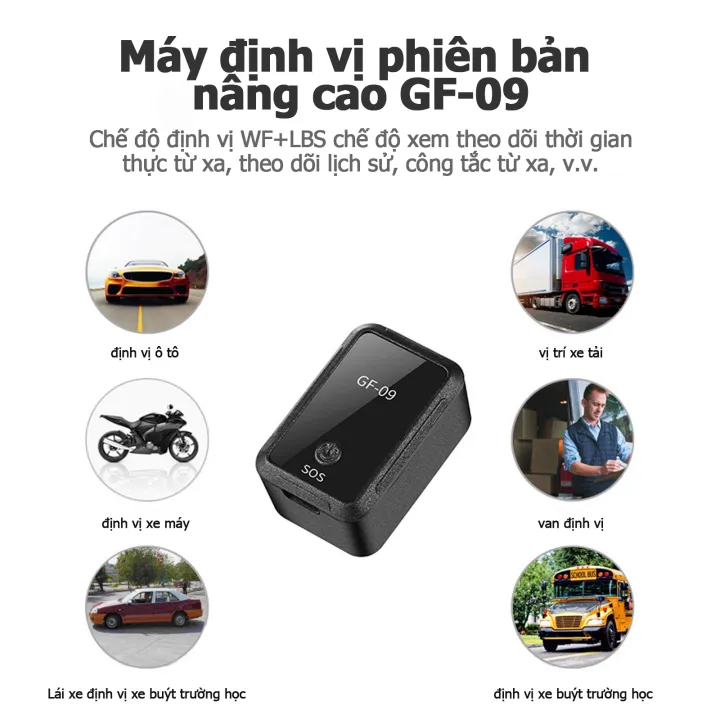 Máy định vị phiên bản
nâng cao GF-09
Chế độ định vị WF+LBS chế độ xem theo dõi thời gian
thực từ xa, theo dõi lịch sử, công tắc từ xa, v.v.
định vị ô tô
vị trí xe tải
GF-09
SOS
định vị xe máy
van định vị
SCHOOL BUS
Lái xe định vị xe buýt trường học
định vị xe buýt trường học